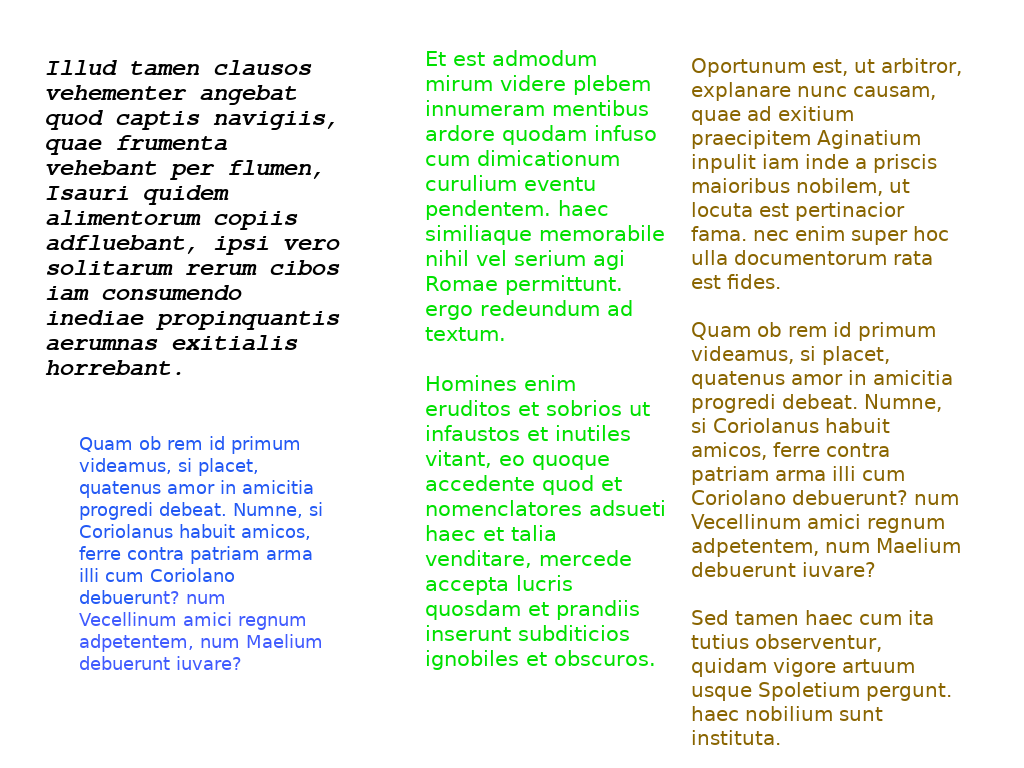 Illud tamen clausos
vehementer angebat
quod captis navigiis,
quae frumenta
vehebant per flumen,
Isauri quidem
alimentorum copiis
adfluebant, ipsi vero
solitarum rerum cibos
iam consumendo
inediae propinquantis
aerumnas exitialis
horrebant.
Quam ob rem id primum
videamus, si placet,
quatenus amor in amicitia
progredi debeat. Numne, si
Coriolanus habuit amicos,
ferre contra patriam arma
illi cum Coriolano
debuerunt? num
Vecellinum amici regnum
adpetentem, num Maelium
debuerunt iuvare?
Et est admodum
mirum videre plebem
innumeram mentibus
ardore quodam infuso
cum dimicationum
curulium eventu
pendentem. haec
similiaque memorabile
nihil vel serium agi
Romae permittunt.
ergo redeundum ad
textum.
Homines enim
eruditos et sobrios ut
infaustos et inutiles
vitant, eo quoque
accedente quod et
nomenclatores adsueti
haec et talia
venditare, mercede
accepta lucris
quosdam et prandiis
inserunt subditicios
ignobiles et obscuros.
Oportunum est, ut arbitror,
explanare nunc causam,
quae ad exitium
praecipitem Aginatium
inpulit iam inde a priscis
maioribus nobilem, ut
locuta est pertinacior
fama. nec enim super hoc
ulla documentorum rata
est fides.
Quam ob rem id primum
videamus, si placet,
quatenus amor in amicitia
progredi debeat. Numne,
si Coriolanus habuit
amicos, ferre contra
patriam arma illi cum
Coriolano debuerunt? num
Vecellinum amici regnum
adpetentem, num Maelium
debuerunt iuvare?
Sed tamen haec cum ita
tutius observentur,
quidam vigore artuum
usque Spoletium pergunt.
haec nobilium sunt
instituta.